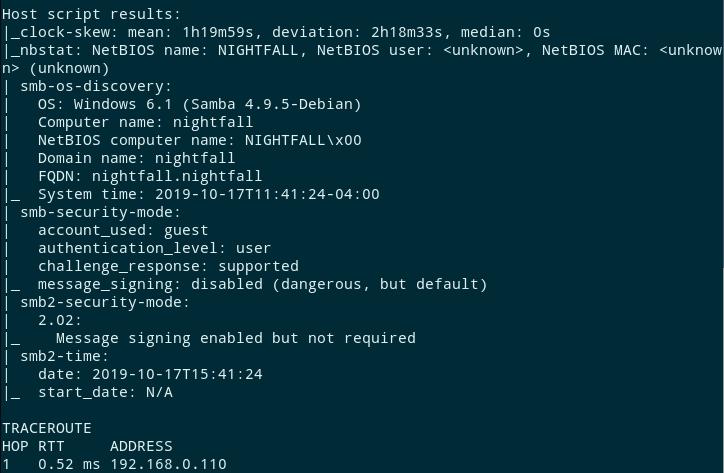 Host script results:
|_clock-skew: mean: 1h19m59s, deviation: 2h18m33s, median: 0s
|_nbstat: NetBIOS name: NIGHTFALL, NetBIOS user: <unknown>, NetBIOS MAC: <unknow
n> (unknown)
| smb-os-discovery:
|   OS: Windows 6.1 (Samba 4.9.5-Debian)
|   Computer name: nightfall
|   NetBIOS computer name: NIGHTFALL\x00
|   Domain name: nightfall
|   FQDN: nightfall.nightfall
|_  System time: 2019-10-17T11:41:24-04:00
| smb-security-mode:
|   account_used: guest
|   authentication_level: user
|   challenge_response: supported
|_  message_signing: disabled (dangerous, but default)
| smb2-security-mode:
|   2.02:
|_    Message signing enabled but not required
| smb2-time:
|   date: 2019-10-17T15:41:24
|_  start_date: N/A

TRACEROUTE
HOP RTT     ADDRESS
1   0.52 ms 192.168.0.110